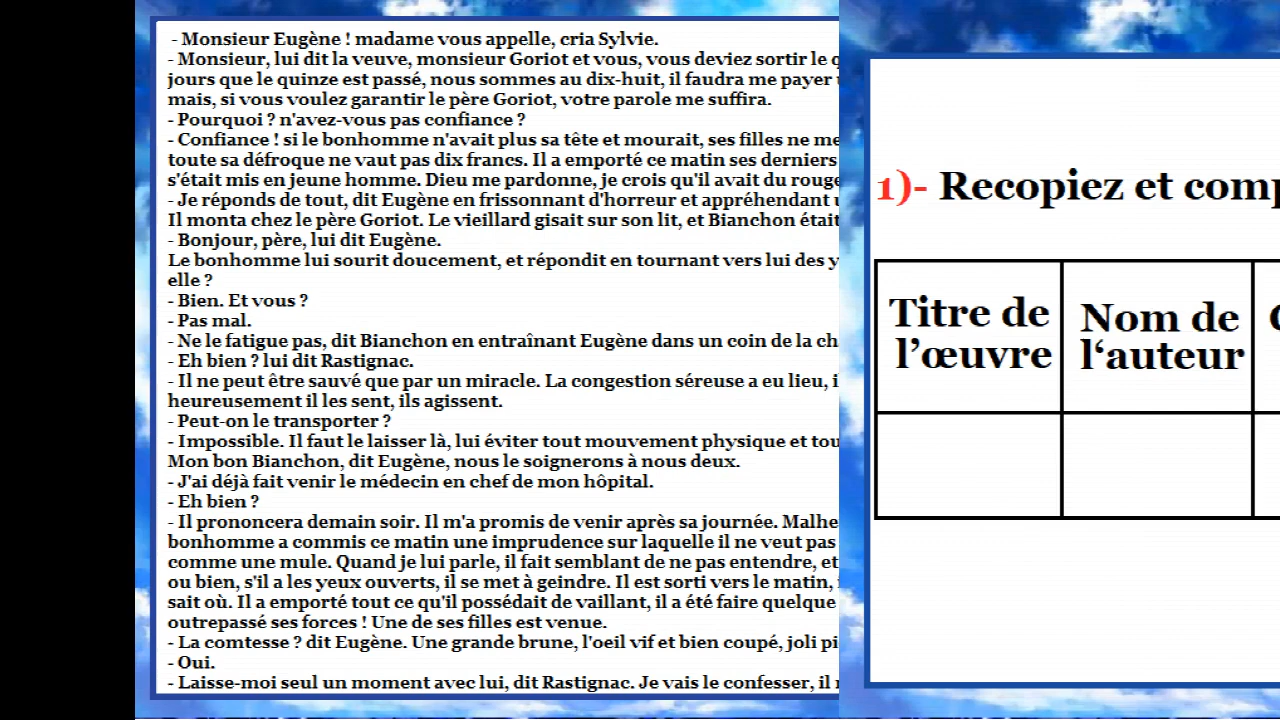 - Monsieur Eugène ! madame vous appelle, cria Sylvie.
- Monsieur, lui dit la veuve, monsieur Goriot et vous, vous deviez sortir le
jours que le quinze est passé, nous sommes au dix-huit, il faudra me payer
mais, si vous voulez garantir le père Goriot, votre parole me suffira.
- Pourquoi ? n'avez-vous pas confiance ?
- Confiance ! si le bonhomme n'avait plus sa tête et mourait, ses filles ne me
toute sa défroque ne vaut pas dix francs. Il a emporté ce matin ses derniers
s'était mis en jeune homme. Dieu me pardonne, je crois qu'il avait du rouge
- Je réponds de tout, dit Eugène en frissonnant d'horreur et appréhendant
Il monta chez le père Goriot. Le vieillard gisait sur son lit, et Bianchon était
- Bonjour, père, lui dit Eugène.
Le bonhomme lui sourit doucement, et répondit en tournant vers lui des y
elle ?
- Bien. Et vous ?
- Pas mal.
- Ne le fatigue pas, dit Bianchon en entraînant Eugène dans un coin de la ch
- Eh bien ? lui dit Rastignac.
- Il ne peut être sauvé que par un miracle. La congestion séreuse a eu lieu, i
heureusement il les sent, ils agissent.
- Peut-on le transporter ?
- Impossible. Il faut le laisser là, lui éviter tout mouvement physique et tou
Mon bon Bianchon, dit Eugène, nous le soignerons à nous deux.
- J'ai déjà fait venir le médecin en chef de mon hôpital.
- Eh bien ?
- Il prononcera demain soir. Il m'a promis de venir après sa journée. Malhe
bonhomme a commis ce matin une imprudence sur laquelle il ne veut pas
comme une mule. Quand je lui parle, il fait semblant de ne pas entendre, et
ou bien, s'il a les yeux ouverts, il se met à geindre. Il est sorti vers le matin,
sait où. Il a emporté tout ce qu'il possédait de vaillant, il a été faire quelque
outrepassé ses forces ! Une de ses filles est venue.
- La comtesse ? dit Eugène. Une grande brune, l'oeil vif et bien coupé, joli pi
- Oui.
- Laisse-moi seul un moment avec lui, dit Rastignac. Je vais le confesser, il
1)- Recopiez et comp
Titre de
l’œuvre
Nom de
l‘auteur